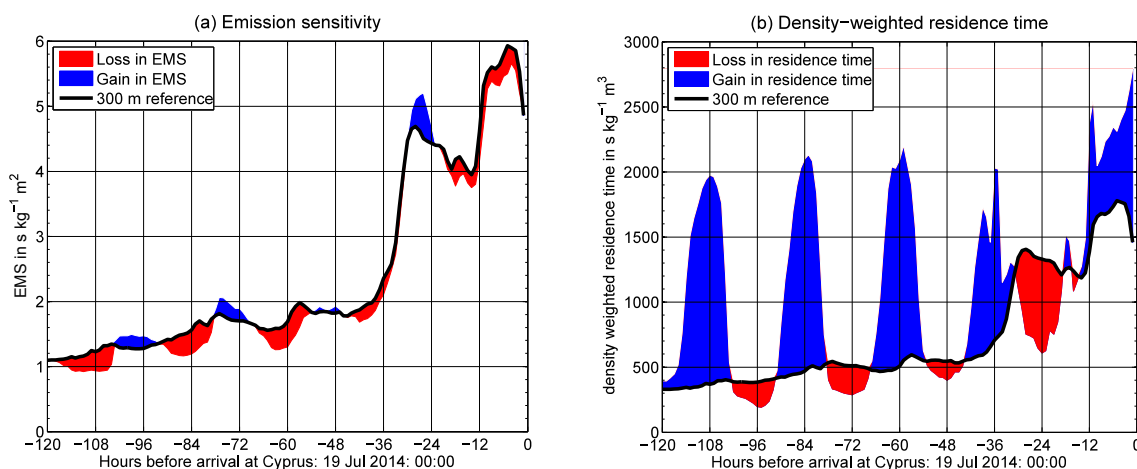 (a) Emission sensitivity
6
5
4
3
2
1
0
EMS in s kg⁻¹ m²
Loss in EMS
Gain in EMS
300 m reference
−120 −108 −96 −84 −72 −60 −48 −36 −24 −12 0
Hours before arrival at Cyprus: 19 Jul 2014: 00:00
(b) Density−weighted residence time
3000
2500
2000
1500
1000
500
0
density weighted residence time in s kg⁻¹ m³
Loss in residence time
Gain in residence time
300 m reference
−120 −108 −96 −84 −72 −60 −48 −36 −24 −12 0
Hours before arrival at Cyprus: 19 Jul 2014: 00:00